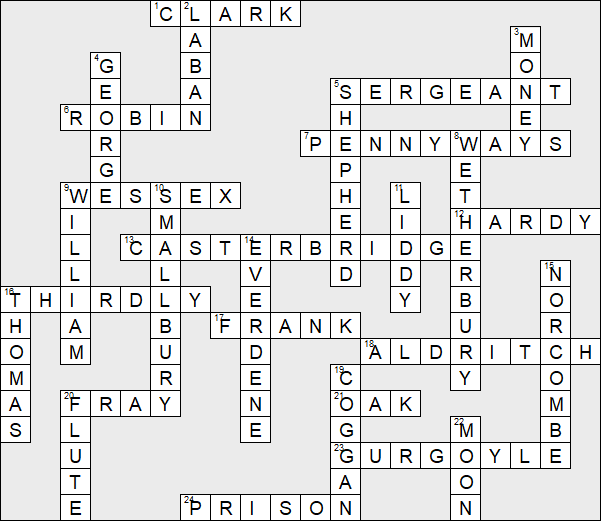 1 CLARK
2 LABAN
3 MONEY
4 GEORGE
5 SERGEANT
5 SHEPHERD
6 ROBIN
7 PENNYWAYS
8 WETHERBURY
9 WESSEX
9 WILLIAM
10 SMALLBURY
11 LIDDY
12 HARDY
13 CASTERBRIDGE
14 EVERDENE
15 NORCOMBE
16 THIRDLY
16 THOMAS
17 FRANK
18 ALDRITCH
19 COGGAN
20 FRAY
20 FLUTE
21 OAK
22 MOON
23 GURGOYLE
24 PRISON